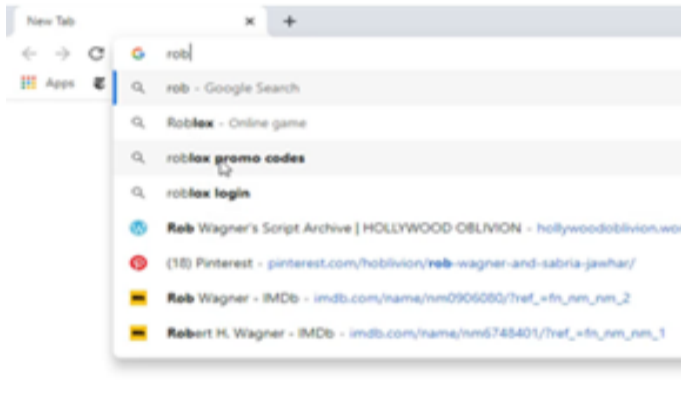 New Tab
rob
Apps
rob - Google Search
Roblox - Online game
roblox promo codes
roblox login
Rob Wagner's Script Archive | HOLLYWOOD OBLIVION - hollywoodoblivion.wor
(18) Pinterest - pinterest.com/hoblivion/rob-wagner-and-sabria-jawhar/
Rob Wagner - IMDb - imdb.com/name/nm0906080/?ref_=fn_nm_nm_2
Robert H. Wagner - IMDb - imdb.com/name/nm6748401/?ref_=fn_nm_nm_1